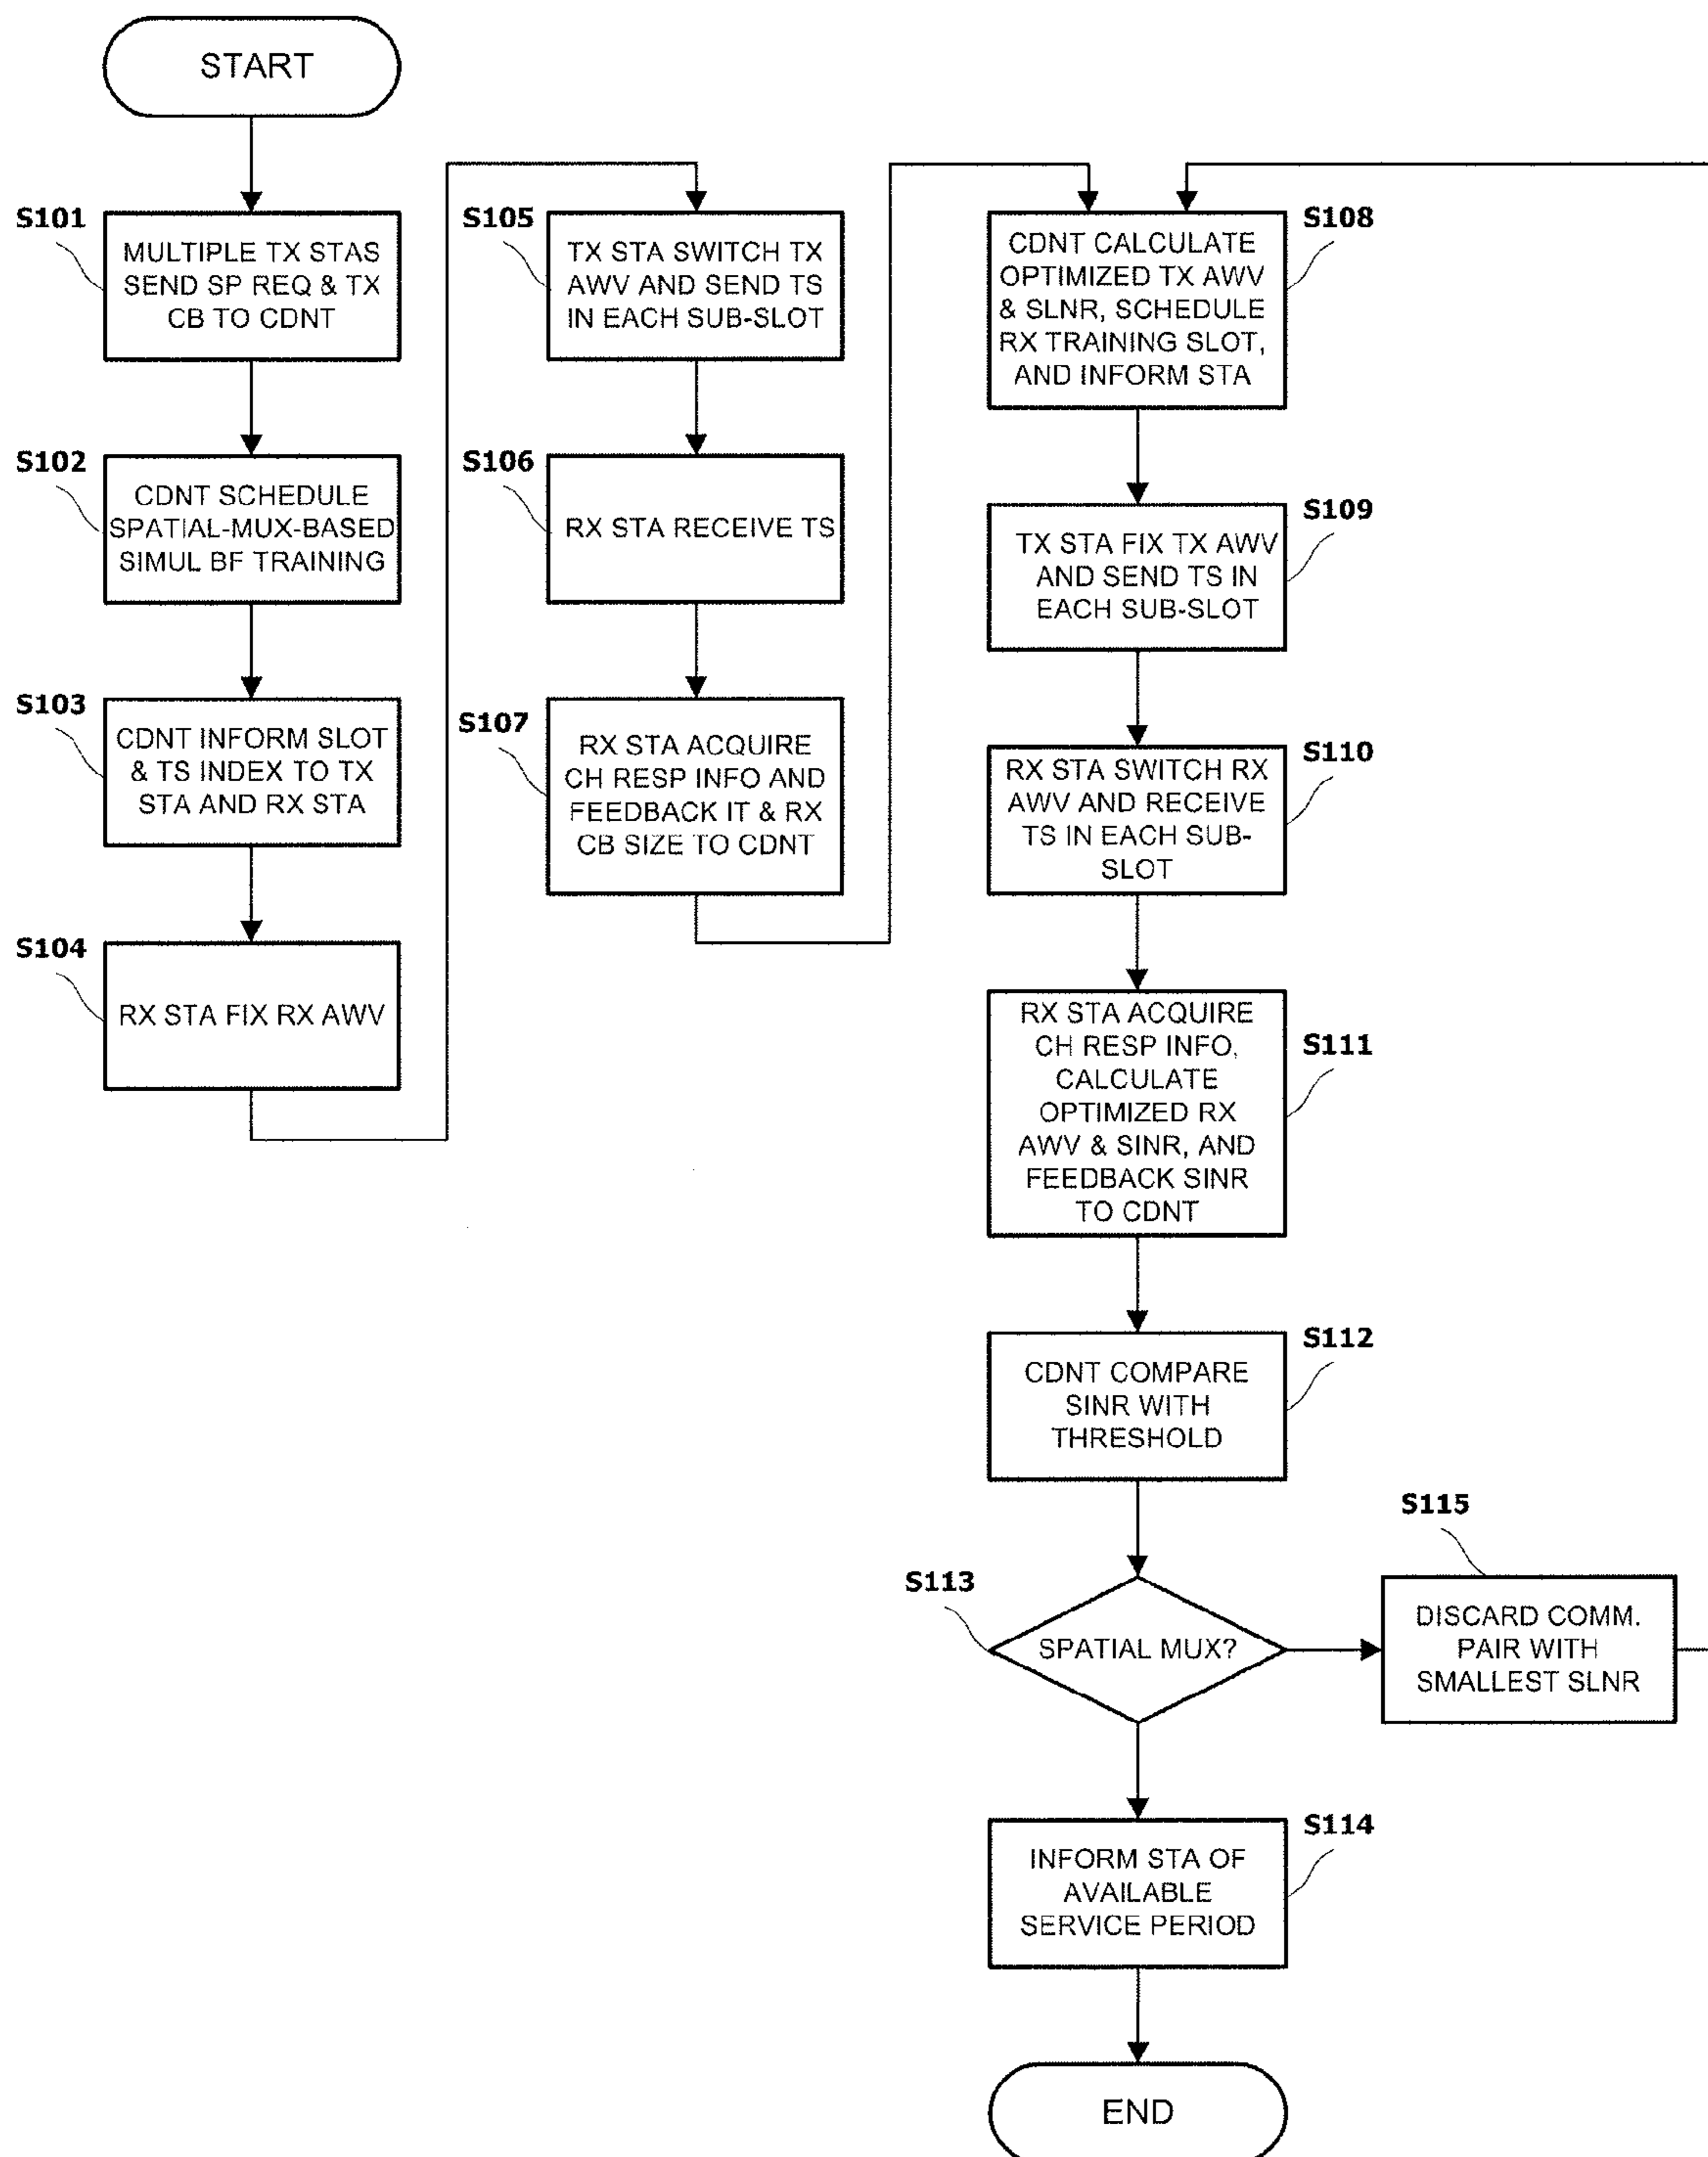 START
S101
MULTIPLE TX STAS
SEND SP REQ & TX
CB TO CDNT
S102
CDNT SCHEDULE
SPATIAL-MUX-BASED
SIMUL BF TRAINING
S103
CDNT INFORM SLOT
& TS INDEX TO TX
STA AND RX STA
S104
RX STA FIX RX AWV
S105
TX STA SWITCH TX
AWV AND SEND TS
IN EACH SUB-SLOT
S106
RX STA RECEIVE TS
S107
RX STA ACQUIRE
CH RESP INFO AND
FEEDBACK IT & RX
CB SIZE TO CDNT
S108
CDNT CALCULATE
OPTIMIZED TX AWV
& SLNR, SCHEDULE
RX TRAINING SLOT,
AND INFORM STA
S109
TX STA FIX TX AWV
AND SEND TS IN
EACH SUB-SLOT
S110
RX STA SWITCH RX
AWV AND RECEIVE
TS IN EACH SUB-
SLOT
S111
RX STA ACQUIRE
CH RESP INFO,
CALCULATE
OPTIMIZED RX
AWV & SINR, AND
FEEDBACK SINR
TO CDNT
S112
CDNT COMPARE
SINR WITH
THRESHOLD
S113
SPATIAL MUX?
S115
DISCARD COMM.
PAIR WITH
SMALLEST SLNR
S114
INFORM STA OF
AVAILABLE
SERVICE PERIOD
END